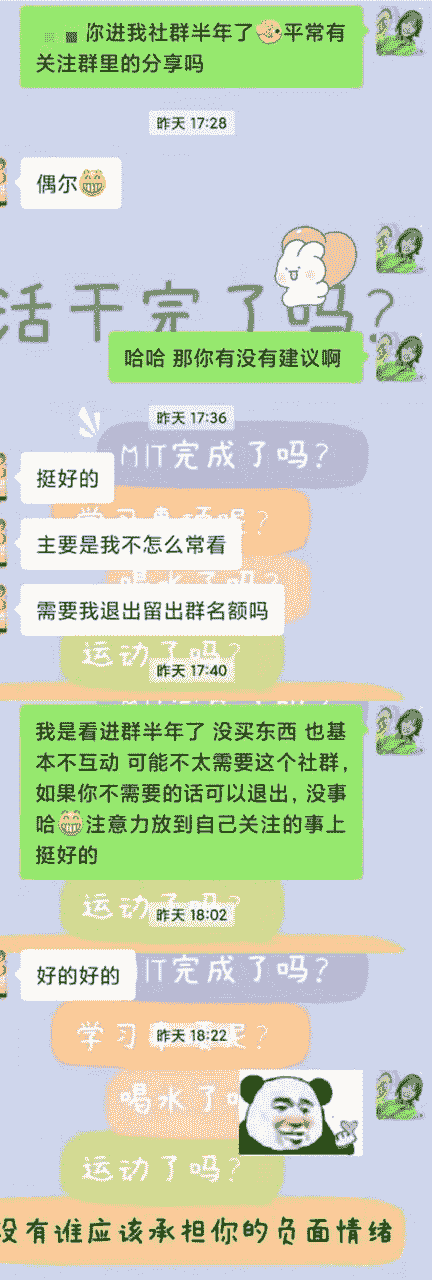 你进我社群半年了 平常有
关注群里的分享吗
昨天 17:28
偶尔
活干完了吗?
哈哈 那你有没有建议啊
昨天 17:36
MIT完成了吗?
挺好的
主要是我不怎么常看
喝水了吗?
需要我退出留出群名额吗
运动了吗?
昨天 17:40
我是看进群半年了 没买东西 也基
本不互动 可能不太需要这个社群,
如果你不需要的话可以退出, 没事
哈 注意力放到自己关注的事上
挺好的
运动了吗?
昨天 18:02
好的好的
IT完成了吗?
学习
昨天 18:22
呢?
喝水了
运动了吗?
没有谁应该承担你的负面情绪